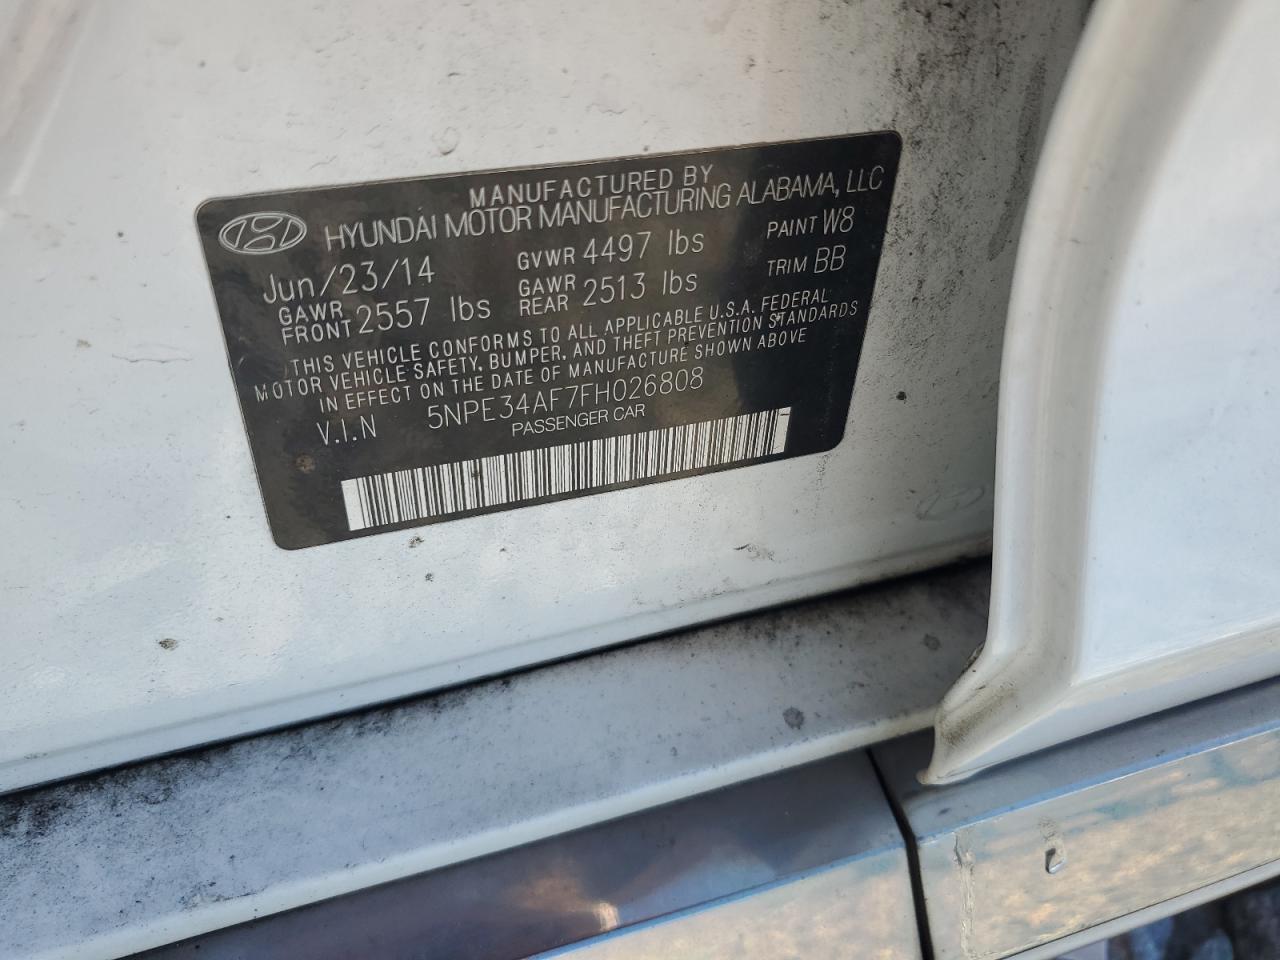 MANUFACTURED BY
HYUNDAI MOTOR MANUFACTURING ALABAMA, LLC
Jun/23/14 GVWR 4497 lbs PAINT W8
GAWR FRONT 2557 lbs GAWR REAR 2513 lbs TRIM BB
THIS VEHICLE CONFORMS TO ALL APPLICABLE U.S.A. FEDERAL
MOTOR VEHICLE SAFETY, BUMPER, AND THEFT PREVENTION STANDARDS
IN EFFECT ON THE DATE OF MANUFACTURE SHOWN ABOVE
V.I.N 5NPE34AF7FH026808
PASSENGER CAR